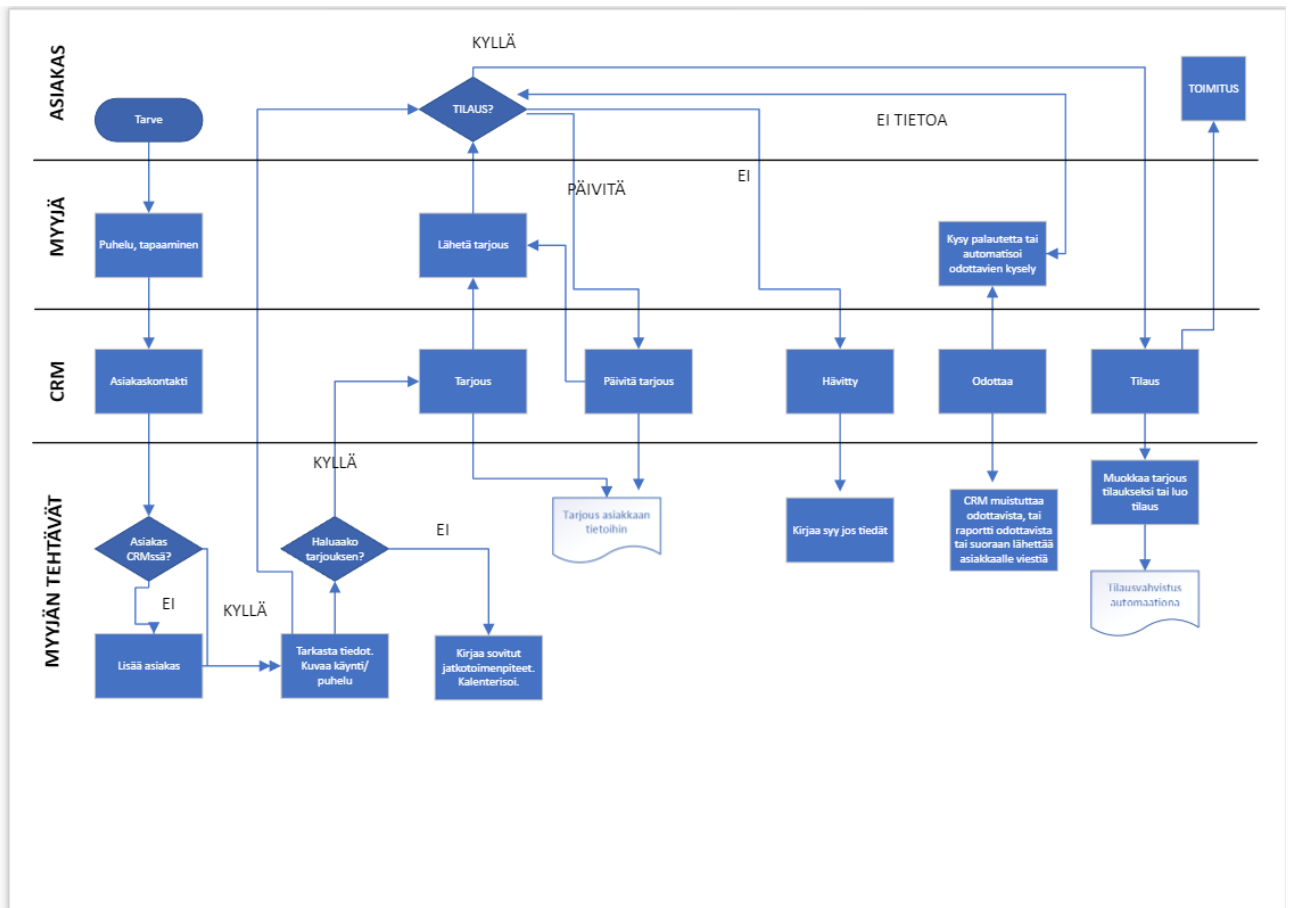 ASIAKAS
KYLLÄ
Tarve
TILAUS?
EI TIETOA
TOIMITUS
MYYJÄ
PÄIVITÄ
EI
Puhelu, tapaaminen
Lähetä tarjous
Kysy palautetta tai
automatisoi
odottavien kysely
CRM
Asiakaskontakti
Tarjous
Päivitä tarjous
Hävitty
Odottaa
Tilaus
MYYJÄN TEHTÄVÄT
KYLLÄ
Asiakas
CRMssä?
EI
KYLLÄ
Haluaako
tarjouksen?
EI
Tarjous asiakkaan
tietoihin
Kirjaa syy jos tiedät
CRM muistuttaa
odottavista, tai
raportti odottavista
tai suoraan lähettää
asiakkaalle viestiä
Muokkaa tarjous
tilaukseksi tai luo
tilaus
Tilausvahvistus
automaationa
Lisää asiakas
Tarkasta tiedot.
Kuvaa käynti/
puhelu
Kirjaa sovitut
jatkotoimenpiteet.
Kalenterisoi.